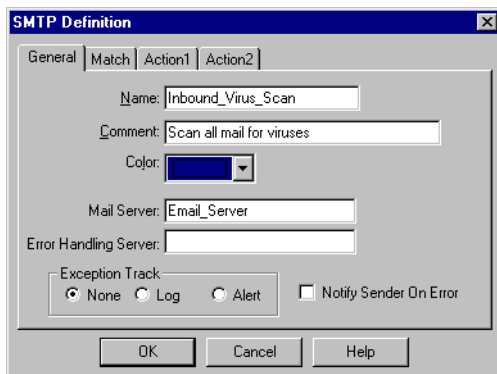 SMTP Definition
General Match Action1 Action2
Name: Inbound_Virus_Scan
Comment: Scan all mail for viruses
Color:
Mail Server: Email_Server
Error Handling Server:
Exception Track
None Log Alert Notify Sender On Error
OK Cancel Help